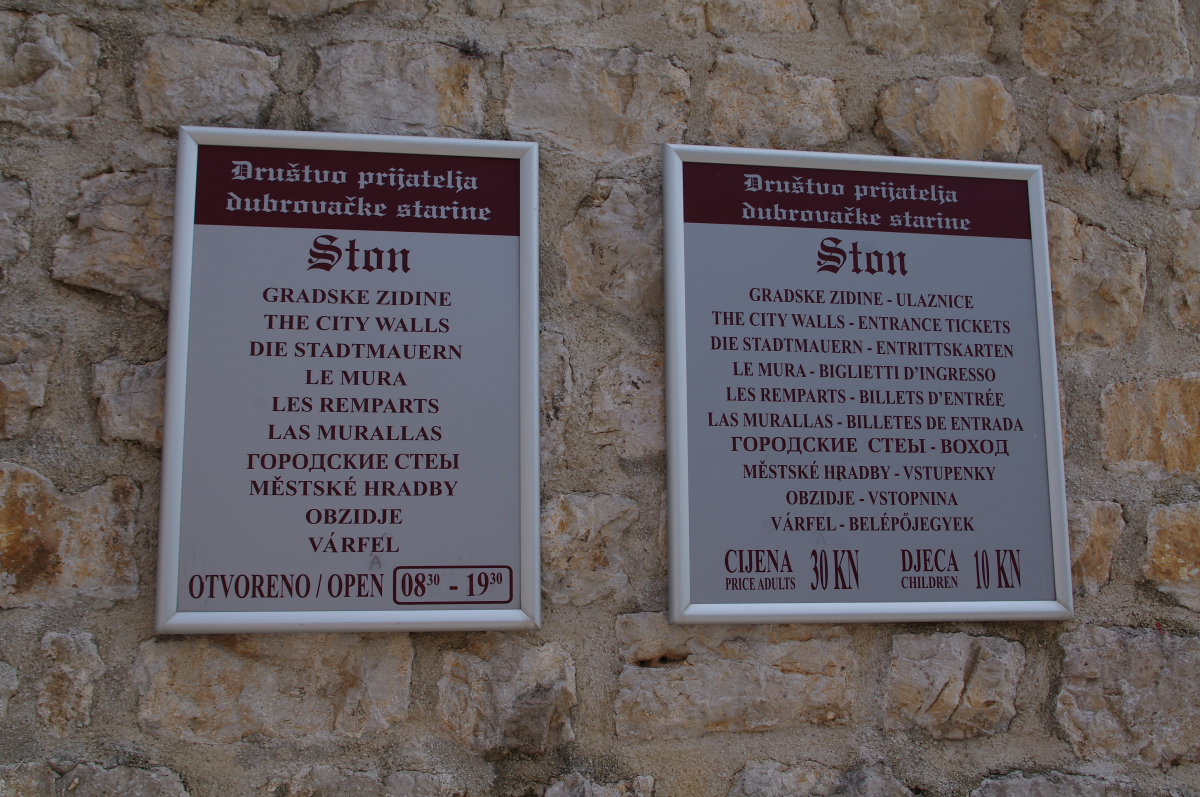 Društvo prijatelja
dubrovačke starine
Ston
GRADSKE ZIDINE
THE CITY WALLS
DIE STADTMAUERN
LE MURA
LES REMPARTS
LAS MURALLAS
ГОРОДСКИЕ СТЕЫ
MĚSTSKÉ HRADBY
OBZIDJE
VÁRFEL
A
OTVORENO / OPEN 08³⁰ - 19³⁰
Društvo prijatelja
dubrovačke starine
Ston
GRADSKE ZIDINE - ULAZNICE
THE CITY WALLS - ENTRANCE TICKETS
DIE STADTMAUERN - ENTRITTSKARTEN
LE MURA - BIGLIETTI D'INGRESSO
LES REMPARTS - BILLETS D'ENTRÉE
LAS MURALLAS - BILLETES DE ENTRADA
ГОРОДСКИЕ СТЕЫ - ВОХОД
MĚSTSKÉ HRADBY - VSTUPENKY
OBZIDJE - VSTOPNINA
VÁRFEL - BELÉPŐJEGYEK
CIJENA 30 KN DJECA 10 KN
PRICE ADULTS CHILDREN